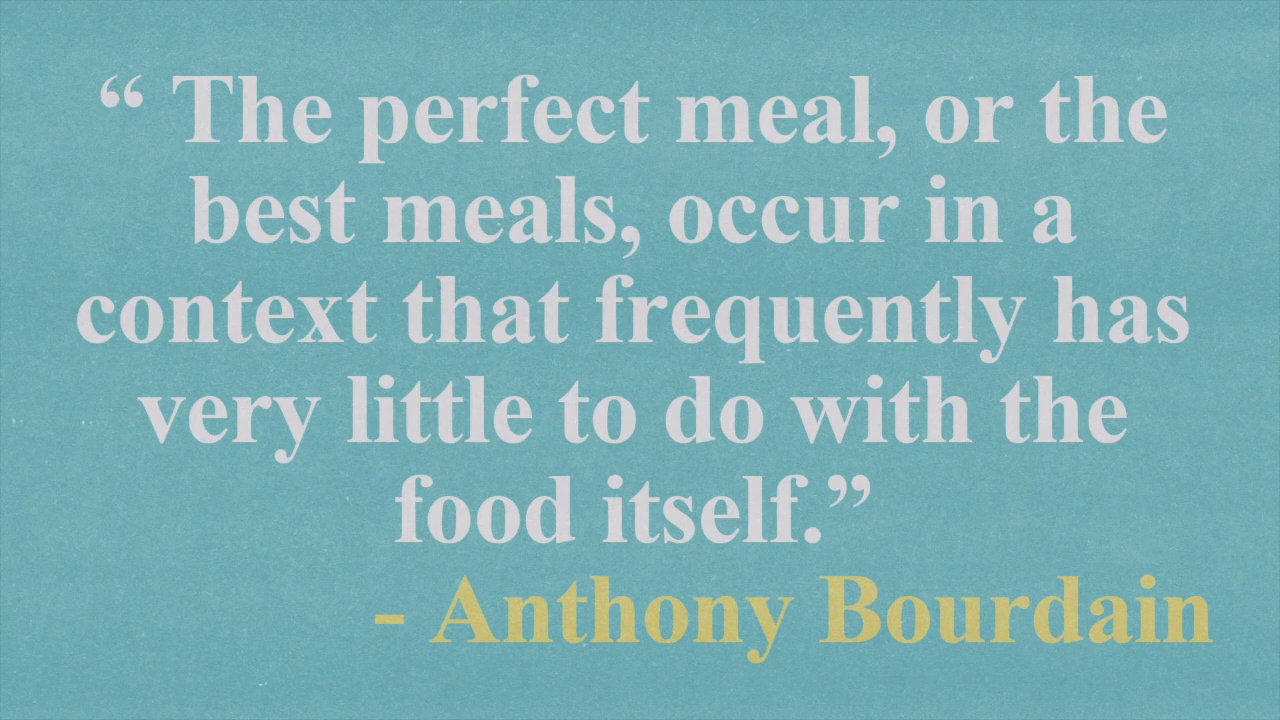 “ The perfect meal, or the
best meals, occur in a
context that frequently has
very little to do with the
food itself.”
- Anthony Bourdain